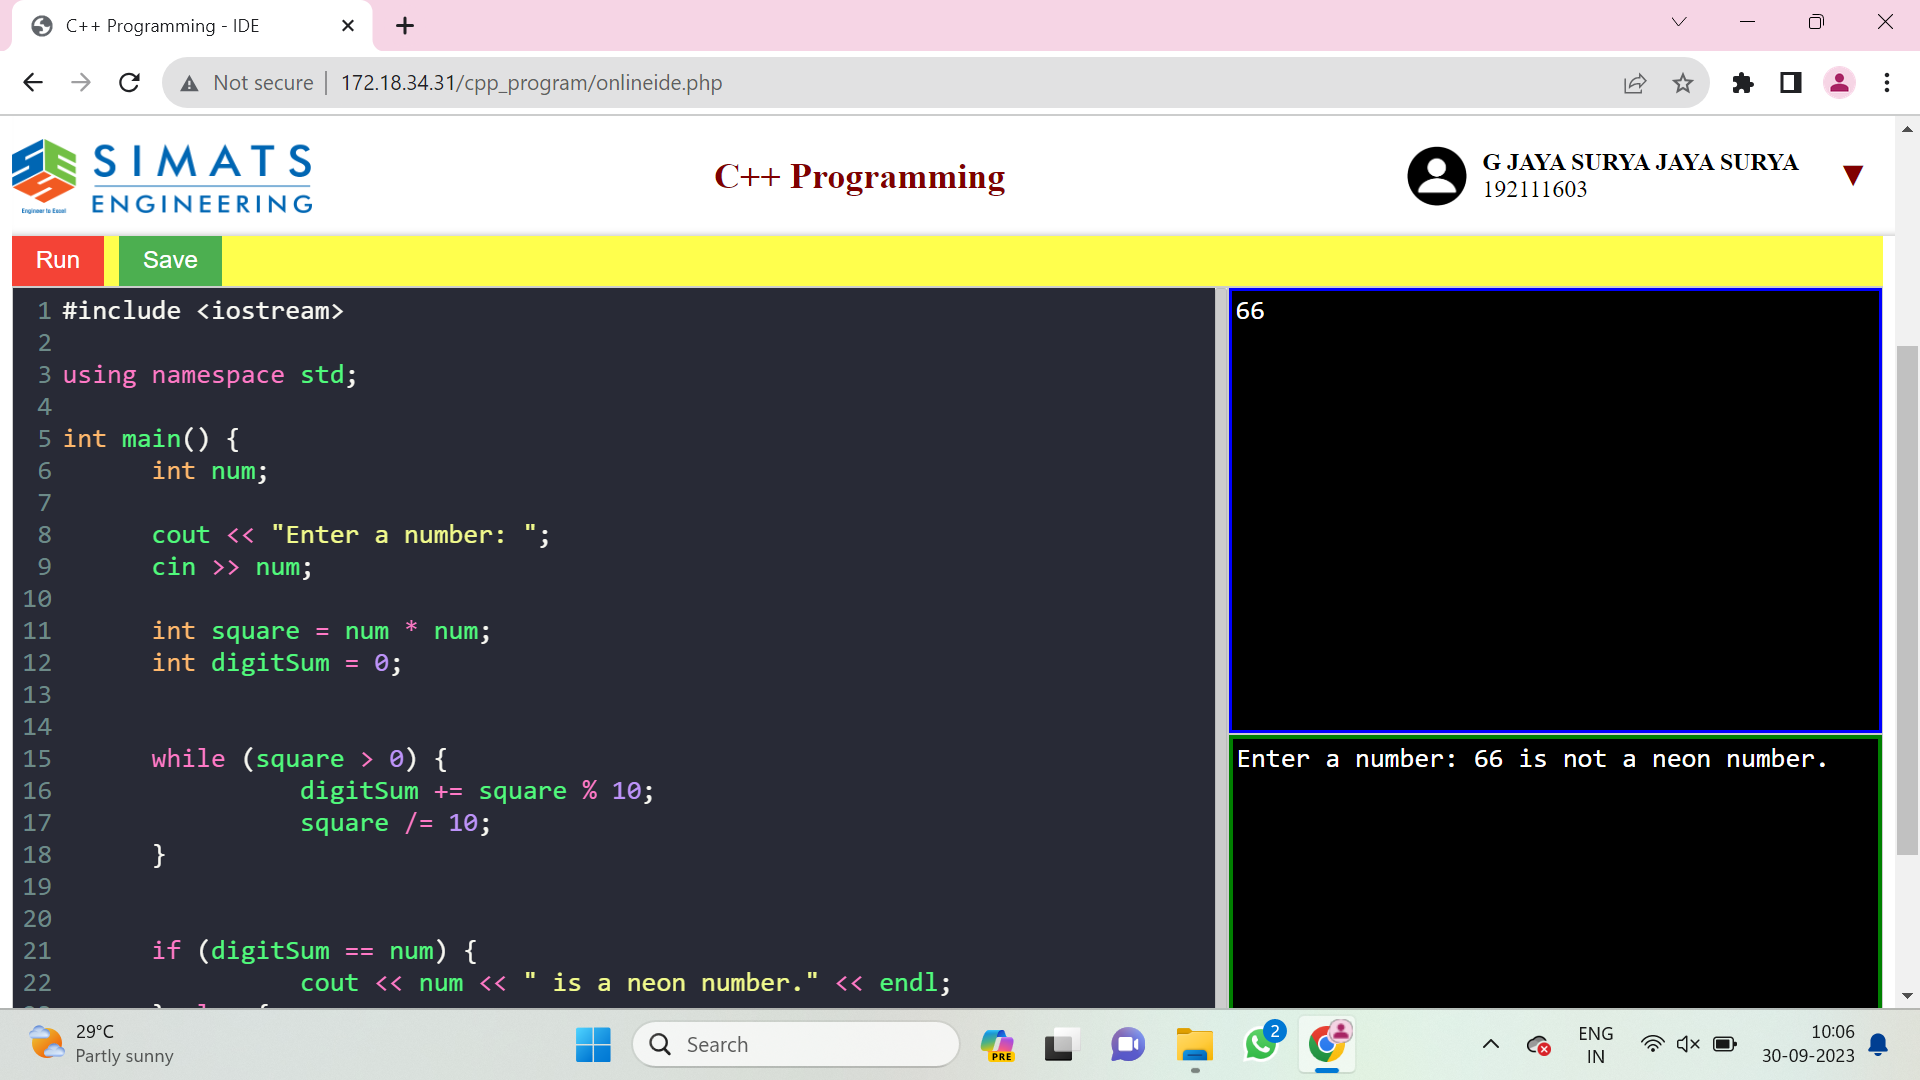 C++ Programming - IDE
Not secure
172.18.34.31/cpp_program/onlineide.php
SIMATS
ENGINEERING
Engineer to Excel
C++ Programming
G JAYA SURYA JAYA SURYA
192111603
Run
Save
1 #include <iostream>
2
3 using namespace std;
4
5 int main() {
6 int num;
7
8 cout << "Enter a number: ";
9 cin >> num;
10
11 int square = num * num;
12 int digitSum = 0;
13
14
15 while (square > 0) {
16 digitSum += square % 10;
17 square /= 10;
18 }
19
20
21 if (digitSum == num) {
22 cout << num << " is a neon number." << endl;
66
Enter a number: 66 is not a neon number.
29°C
Partly sunny
Search
PRE
2
ENG
IN
10:06
30-09-2023